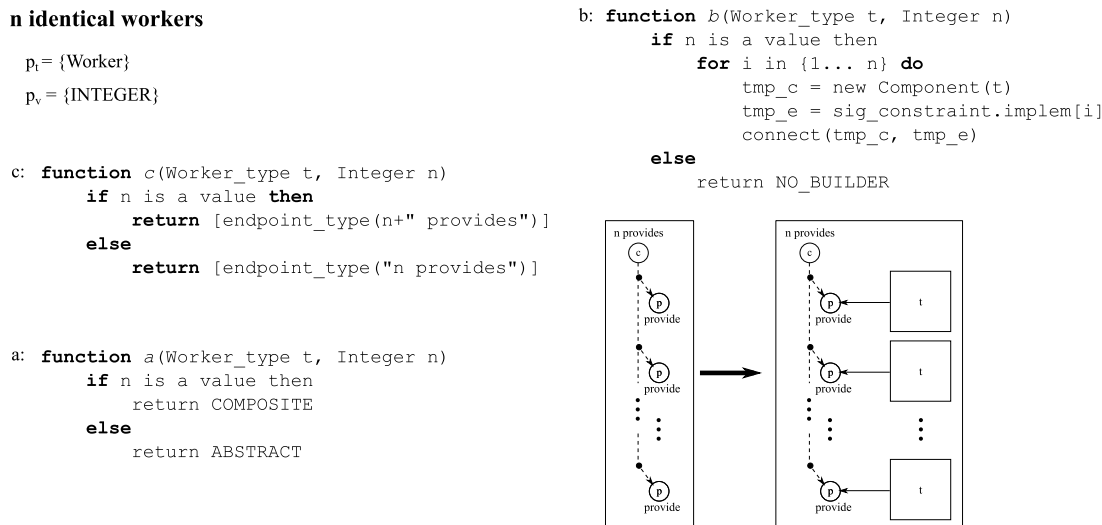 n identical workers
pt = {Worker}
pv = {INTEGER}
c: function c(Worker_type t, Integer n)
if n is a value then
return [endpoint_type(n+" provides")]
else
return [endpoint_type("n provides")]
a: function a(Worker_type t, Integer n)
if n is a value then
return COMPOSITE
else
return ABSTRACT
b: function b(Worker_type t, Integer n)
if n is a value then
for i in {1... n} do
tmp_c = new Component(t)
tmp_e = sig_constraint.implem[i]
connect(tmp_c, tmp_e)
else
return NO_BUILDER
n provides
c
p
provide
p
provide
p
provide
n provides
c
p
t
provide
p
t
provide
p
t
provide